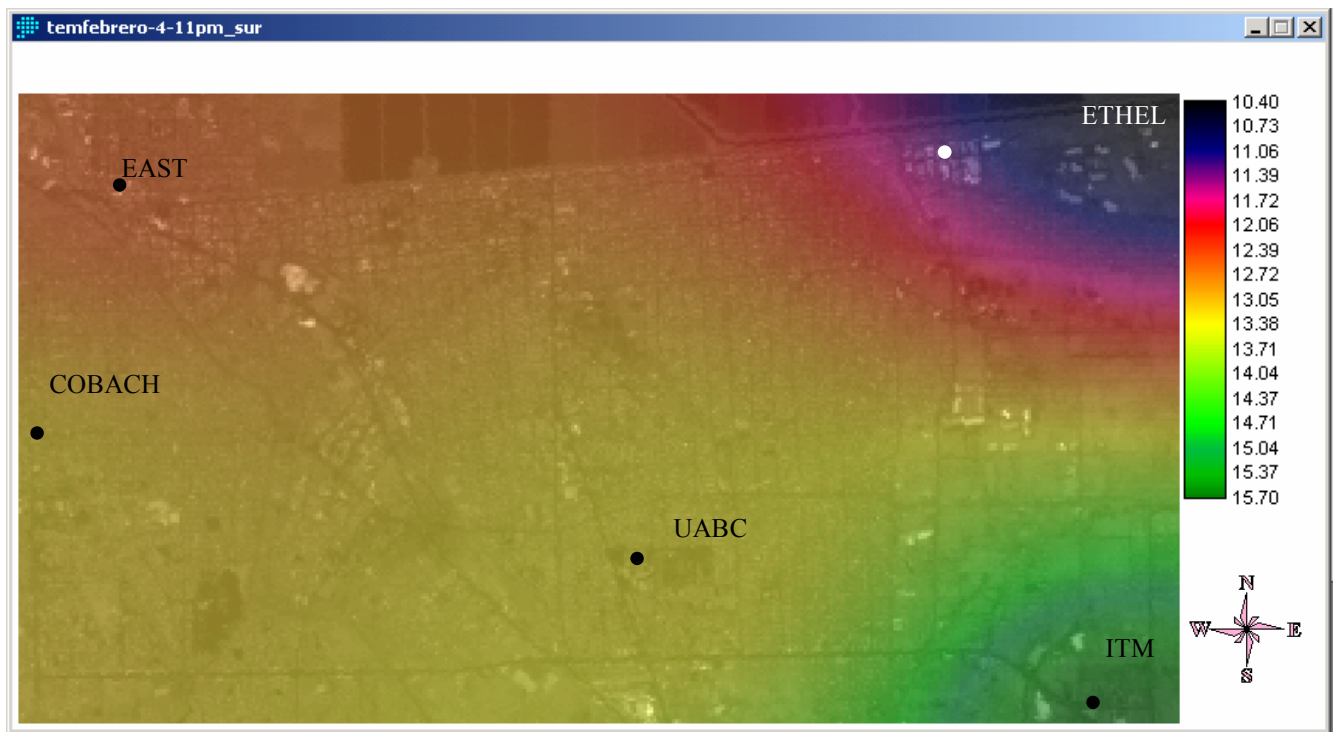 temfebrero-4-11pm_sur
ETHEL
EAST
COBACH
UABC
ITM
10.40
10.73
11.06
11.39
11.72
12.06
12.39
12.72
13.05
13.38
13.71
14.04
14.37
14.71
15.04
15.37
15.70
N
W E
S